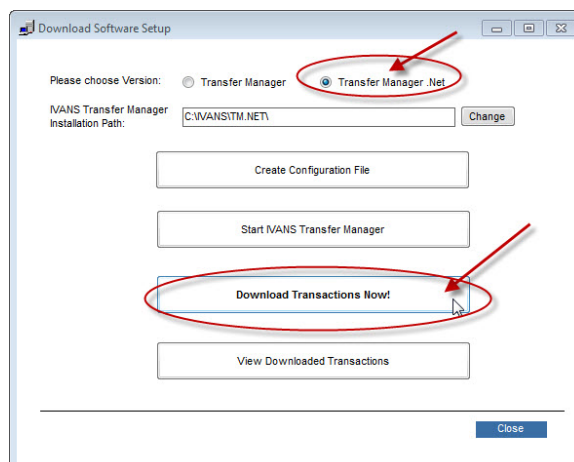 Download Software Setup
Please choose Version:
Transfer Manager
Transfer Manager .Net
IVANS Transfer Manager
Installation Path:
C:\IVANS\TM.NET\
Change
Create Configuration File
Start IVANS Transfer Manager
Download Transactions Now!
View Downloaded Transactions
Close